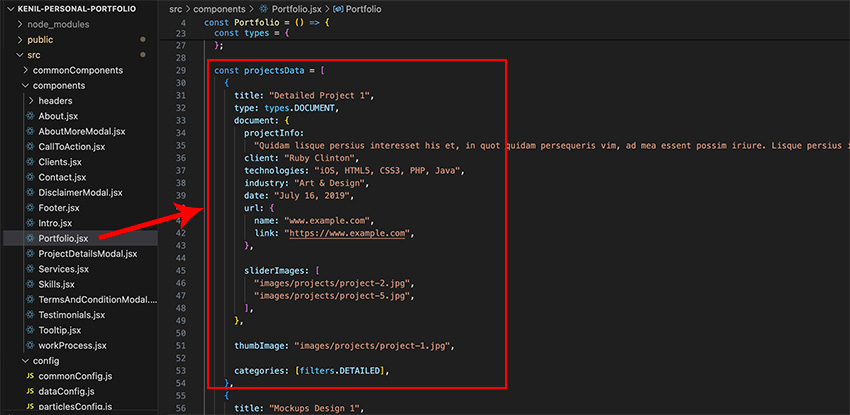 KENIL-PERSONAL-PORTFOLIO
node_modules
public
src
commonComponents
components
headers
About.jsx
AboutMoreModal.jsx
CallToAction.jsx
Clients.jsx
Contact.jsx
DisclaimerModal.jsx
Footer.jsx
Intro.jsx
Portfolio.jsx
ProjectDetailsModal.jsx
Services.jsx
Skills.jsx
TermsAndConditionModal....
Testimonials.jsx
Tooltip.jsx
workProcess.jsx
config
JS commonConfig.js
JS dataConfig.js
JS particlesConfig.js
src > components > Portfolio.jsx > Portfolio
4 const Portfolio = () => {
23 const types = {
27 };
28
29 const projectsData = [
30 {
31 title: "Detailed Project 1",
32 type: types.DOCUMENT,
33 document: {
34 projectInfo:
35 "Quidam lisque persius interesset his et, in quot quidam persequeris vim, ad mea essent possim iriure. Lisque persius i
36 client: "Ruby Clinton",
37 technologies: "iOS, HTML5, CSS3, PHP, Java",
38 industry: "Art & Design",
39 date: "July 16, 2019",
url: {
name: "www.example.com",
42 link: "https://www.example.com",
43 },
44
45 sliderImages: [
46 "images/projects/project-2.jpg",
47 "images/projects/project-5.jpg",
48 ],
49 },
50
51 thumbImage: "images/projects/project-1.jpg",
52
53 categories: [filters.DETAILED],
54 },
55 {
56 title: "Mockups Design 1",